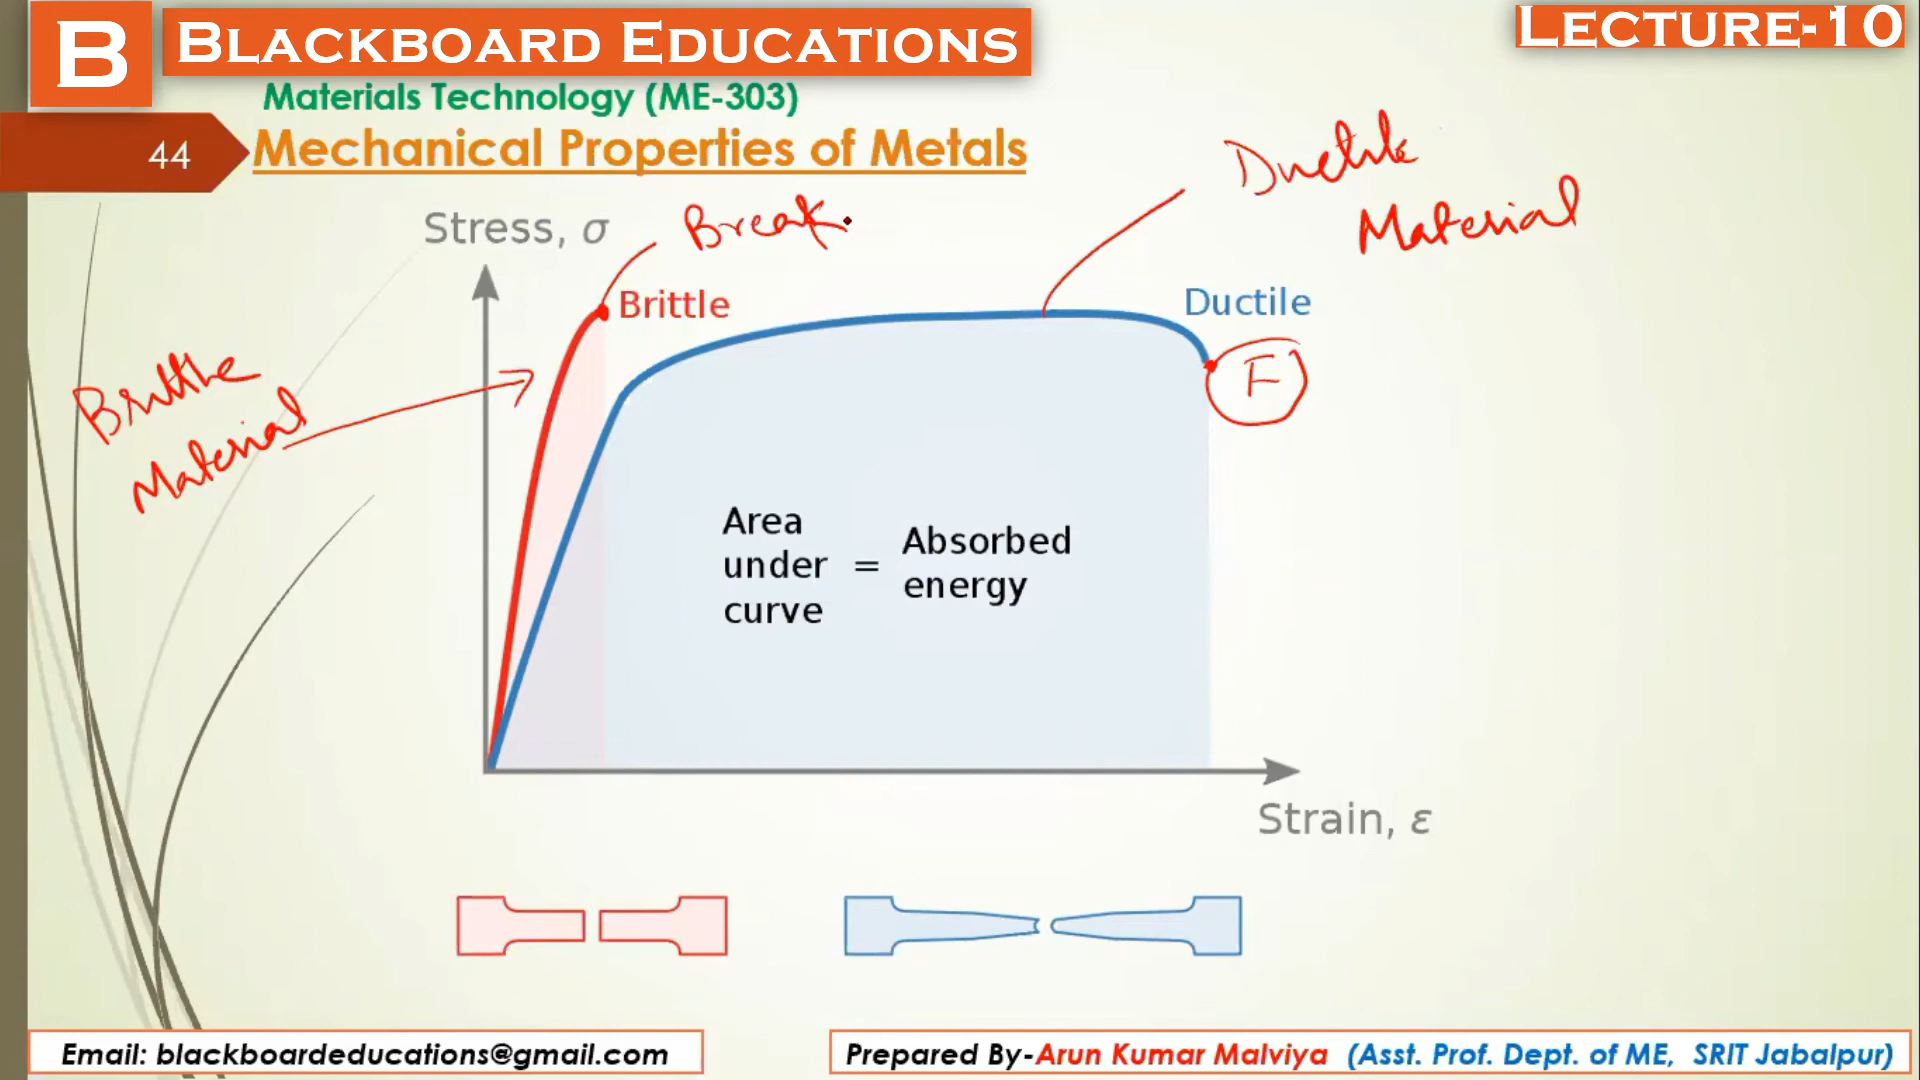 B BLACKBOARD EDUCATIONS
LECTURE-10
Materials Technology (ME-303)
44
Mechanical Properties of Metals
Ductile
Material
Stress, σ
Break
Brittle
Ductile
F
Brittle
Material
Area
under
curve
=
Absorbed
energy
Strain, ε
Email: blackboardeducations@gmail.com
Prepared By-Arun Kumar Malviya (Asst. Prof. Dept. of ME, SRIT Jabalpur)